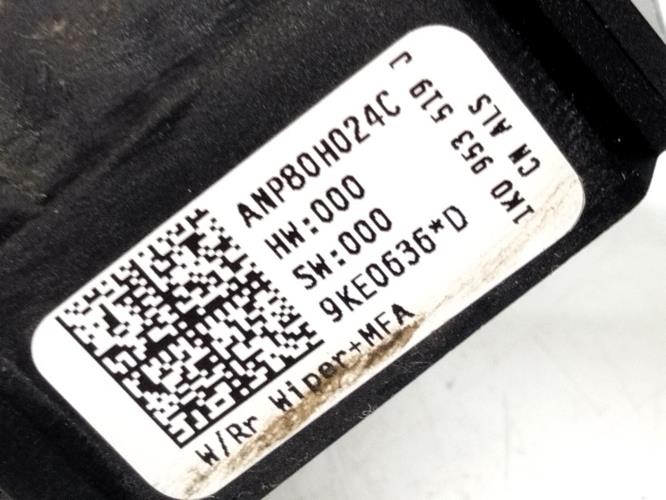 ANP80H024C
HW:000
SW:000
9KE0636*D
W/Rr Wiper+MFA
1K0 953 519 J
CM ALS